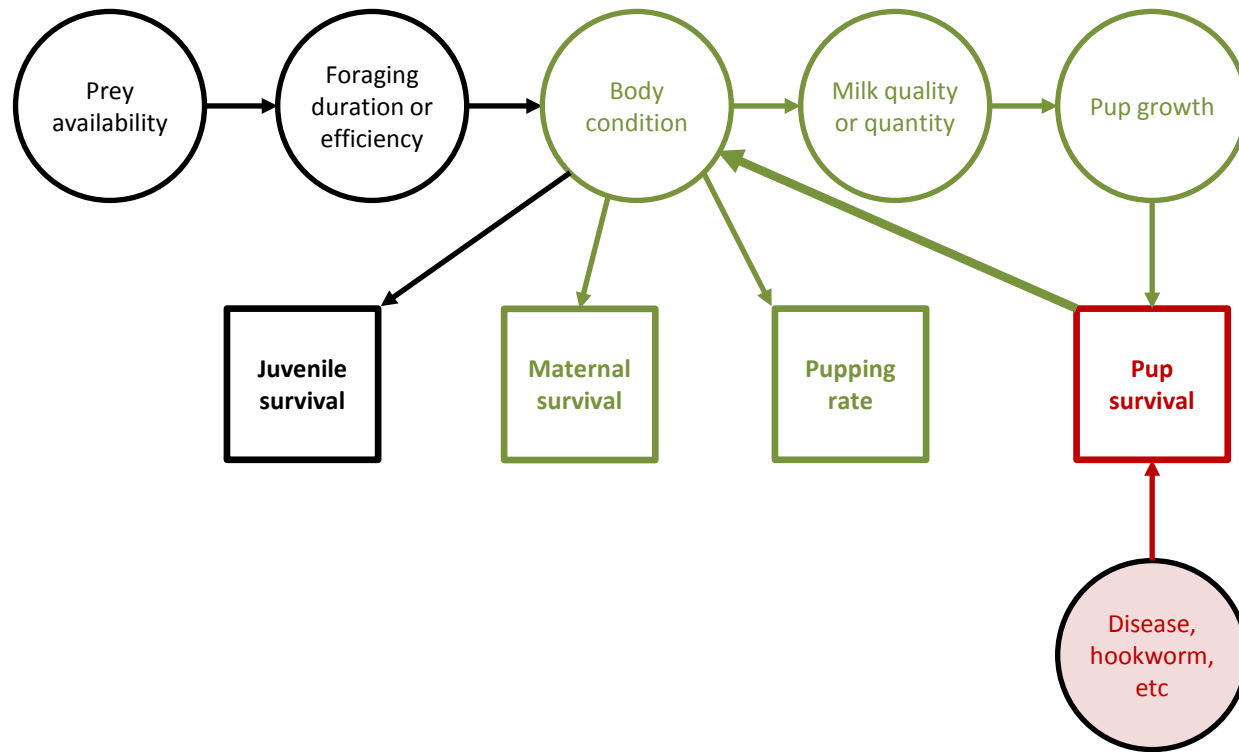 Prey
availability
Foraging
duration or
efficiency
Body
condition
Milk quality
or quantity
Pup growth
Juvenile
survival
Maternal
survival
Pupping
rate
Pup
survival
Disease,
hookworm,
etc